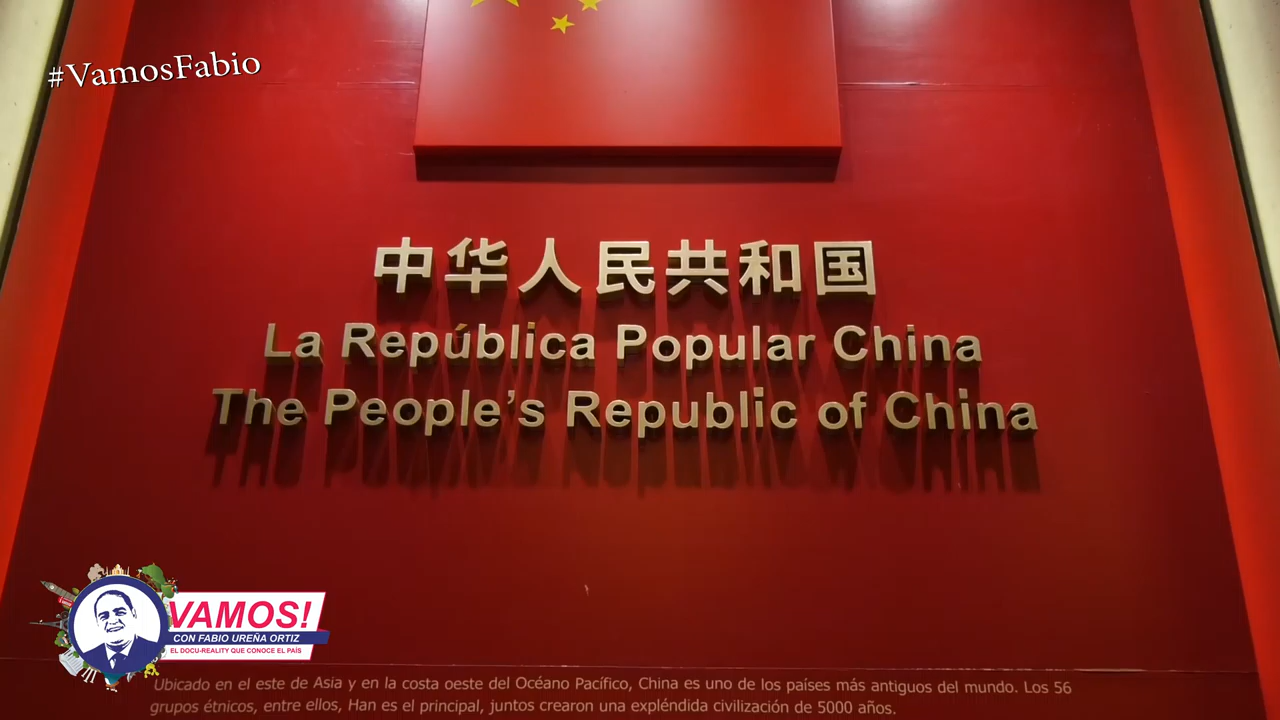 #VamosFabio
中华人民共和国
La República Popular China
The People's Republic of China
VAMOS!
CON FABIO UREÑA ORTIZ
EL DOCU-REALITY QUE CONOCE EL PAÍS
Ubicado en el este de Asia y en la costa oeste del Océano Pacífico, China es uno de los países más antiguos del mundo. Los 56
grupos étnicos, entre ellos, Han es el principal, juntos crearon una expléndida civilización de 5000 años.